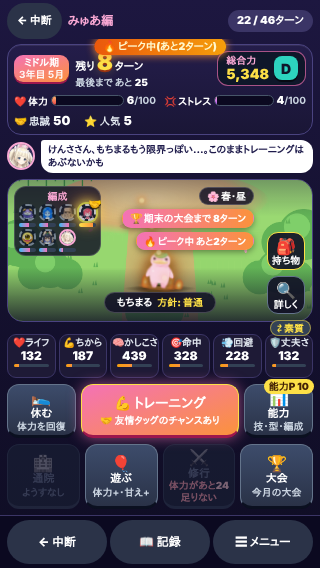 ← 中断
みゅあ編
22 / 46ターン
🔥 ピーク中(あと2ターン)
ミドル期
3年目 5月
残り 8 ターン
最後まで あと 25
総合力
5,348
D
❤️ 体力
6/100
💢 ストレス
4/100
🤝 忠誠 50
⭐ 人気 5
けんささん、もちまるもう限界っぽい…。このままトレーニングはあぶないかも
編成
🌸 春・昼
🏆 期末の大会まで 8ターン
🔥 ピーク中 あと2ターン
🎒
持ち物
🔍
詳しく
もちまる 方針: 普通
素質
❤️ライフ
132
💪ちから
187
🧠かしこさ
439
🎯命中
328
💨回避
228
🛡️丈夫さ
132
休む
体力を回復
💪 トレーニング
🤝 友情タグのチャンスあり
能力P 10
📊
能力
技・型・編成
🏥
通院
ようすなし
🎈
遊ぶ
体力+・甘え+
⚔️
修行
体力があと24
足りない
🏆
大会
今月の大会
← 中断
📖 記録
☰ メニュー